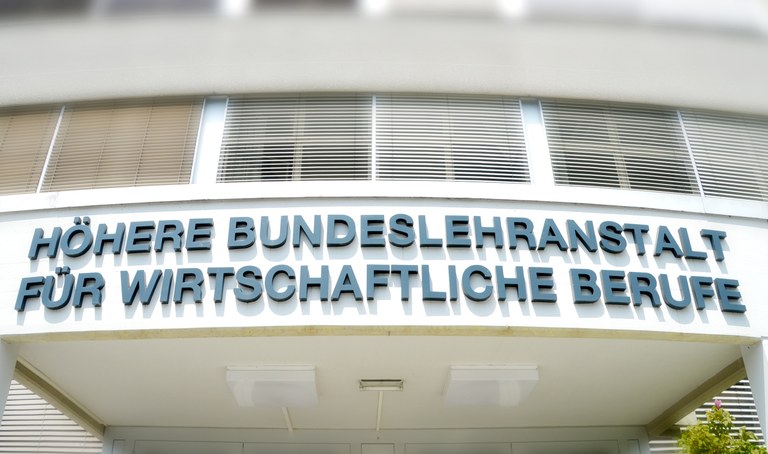 HÖHERE BUNDESLEHRANSTALT
FÜR WIRTSCHAFTLICHE BERUFE